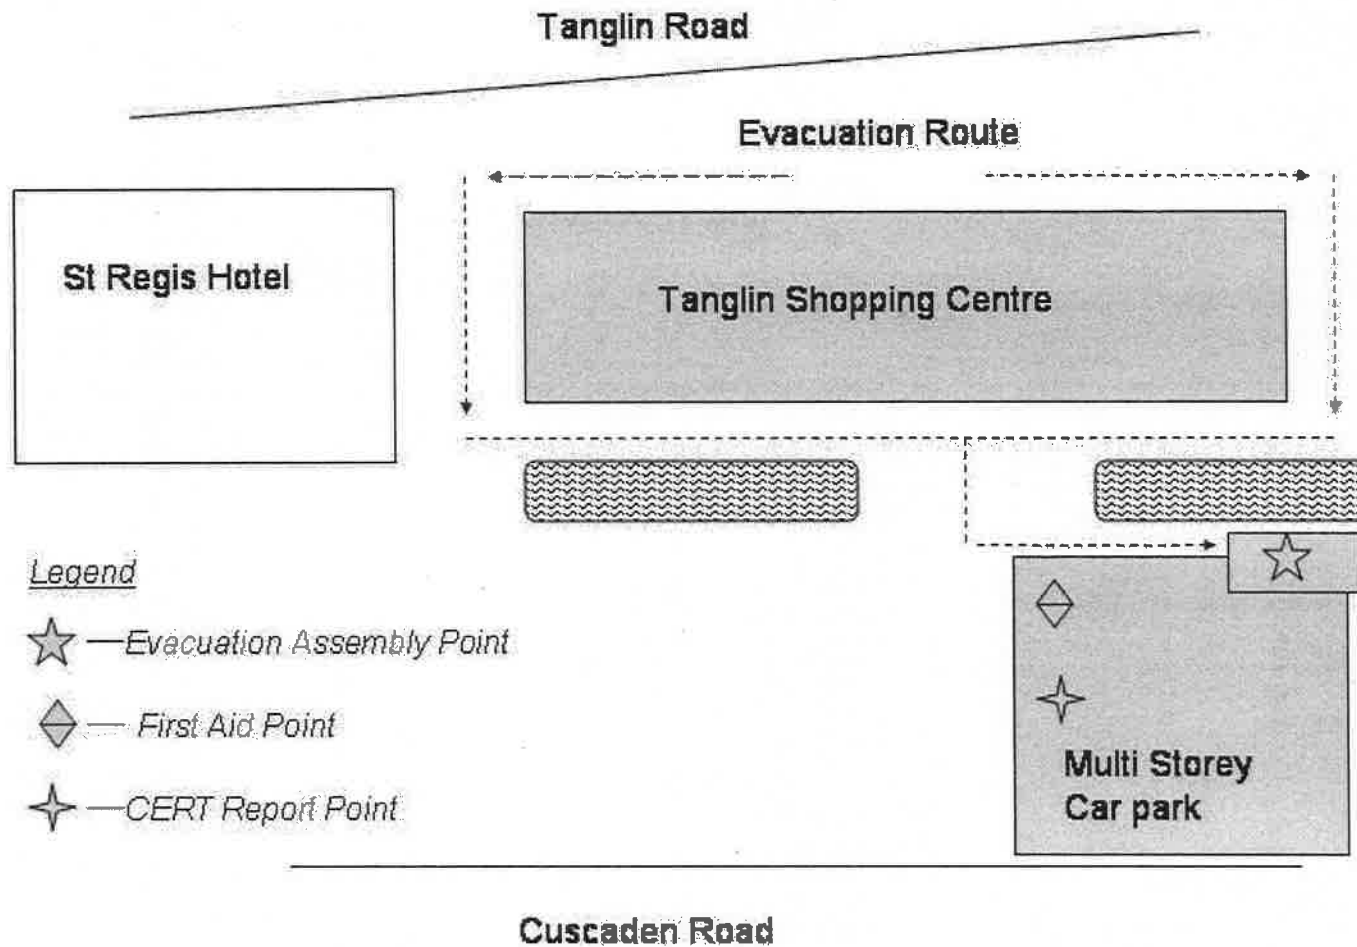 Tanglin Road
Evacuation Route
St Regis Hotel
Tanglin Shopping Centre
Legend
Evacuation Assembly Point
First Aid Point
CERT Report Point
Multi Storey
Car park
Cuscaden Road